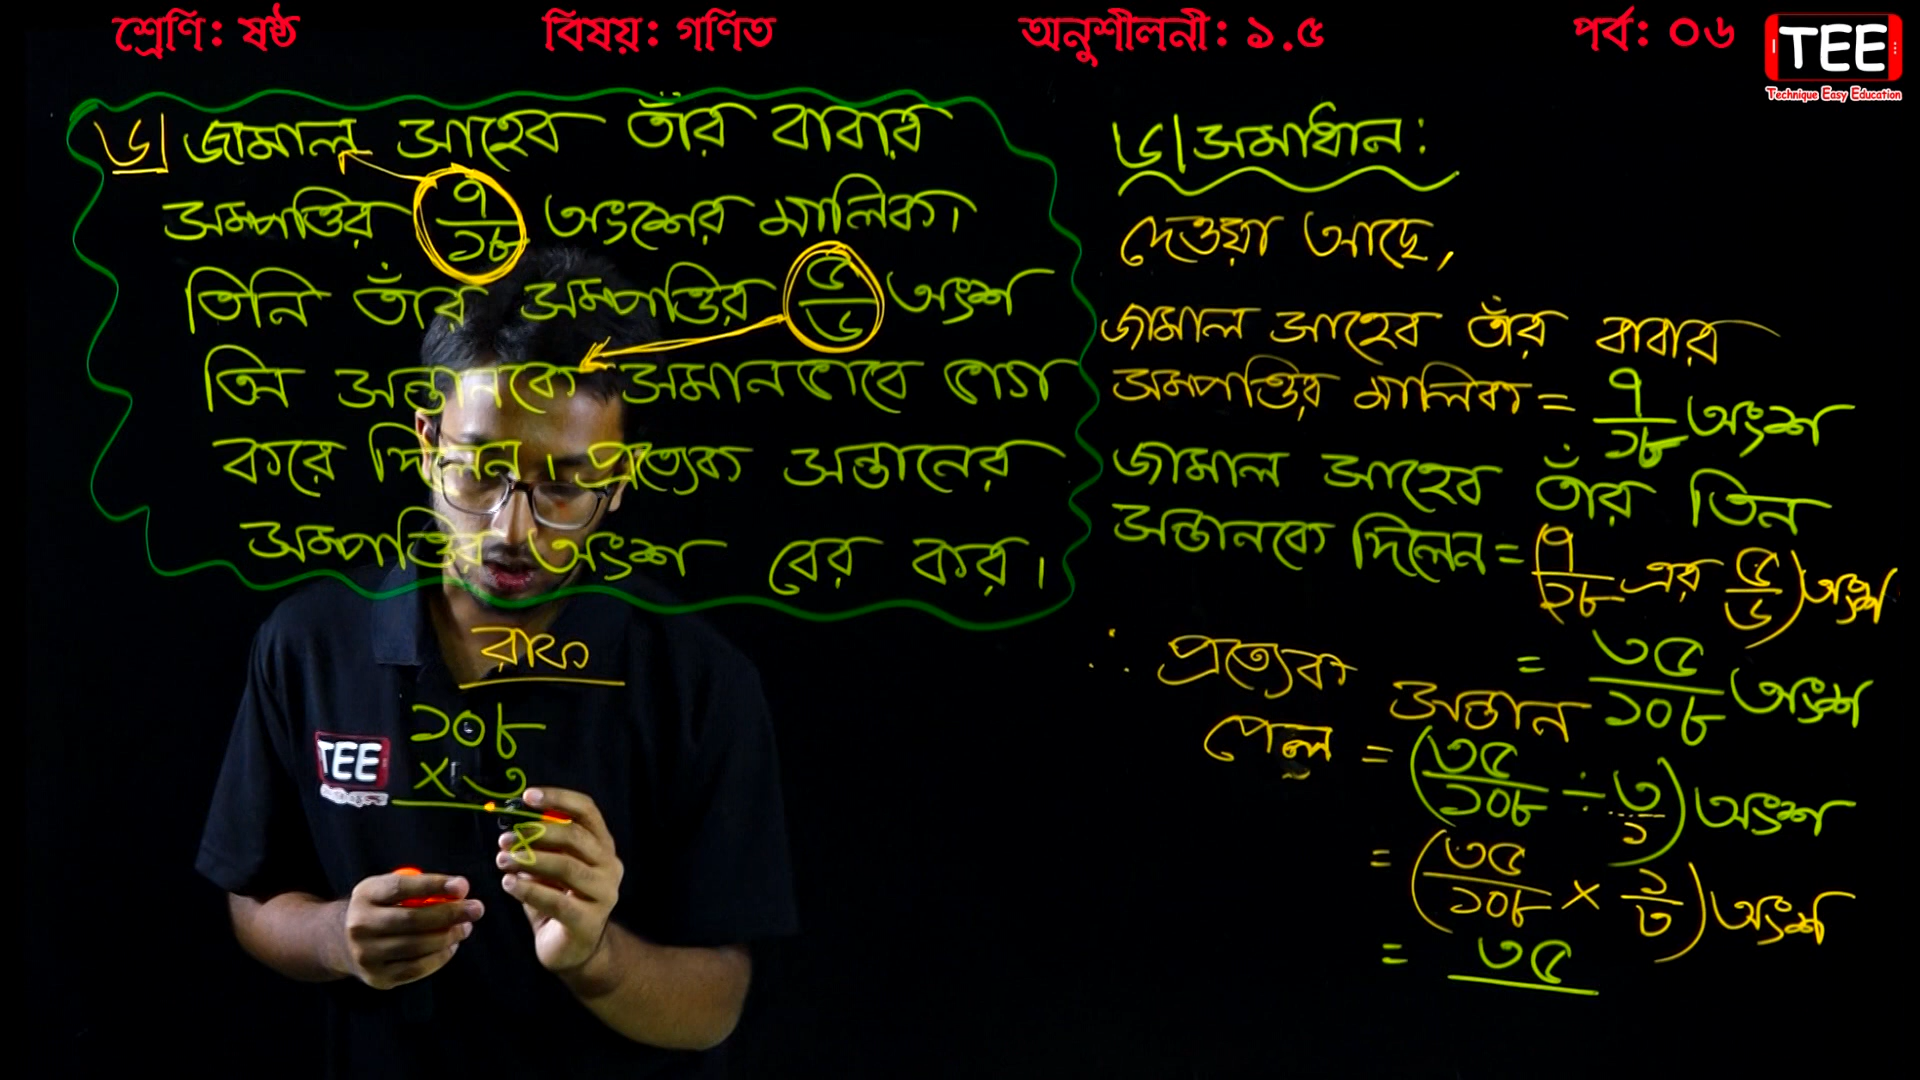 শ্রেণি: ষষ্ঠ বিষয়: গণিত অনুশীলনী: ১.৫ পর্ব: ০৬
TEE
Technique Easy Education
৬| জামাল সাহেব তাঁর বাবার
সম্পত্তির ৭/১৮ অংশের মালিক।
তিনি তাঁর সম্পত্তির ৫/৬ অংশ
তিন সন্তানকে সমানভাবে ভাগ
করে দিলেন। প্রত্যেক সন্তানের
সম্পত্তির অংশ বের কর।
রাফ
১০৮
× ৩
৪
TEE
৬| সমাধান:
দেওয়া আছে,
জামাল সাহেব তাঁর বাবার
সম্পত্তির মালিক = ৭/১৮ অংশ
জামাল সাহেব তাঁর তিন
সন্তানকে দিলেন = (৭/১৮ এর ৫/৬) অংশ
= ৩৫/১০৮ অংশ
∴ প্রত্যেক সন্তান
পেল = (৩৫/১০৮ ÷ ৩/১) অংশ
= (৩৫/১০৮ × ১/৩) অংশ
= ৩৫